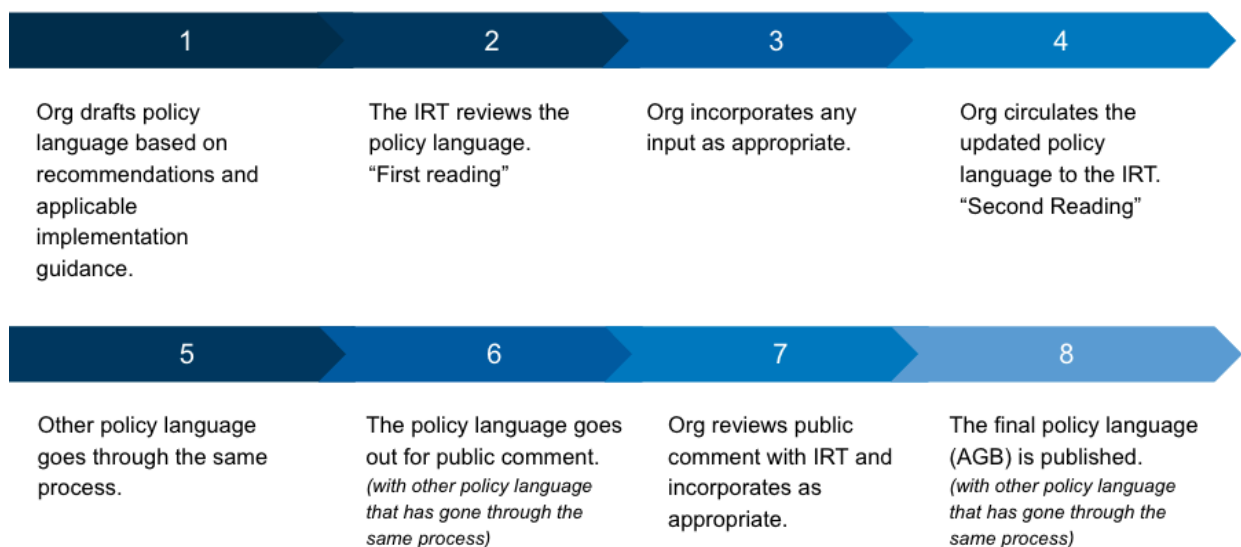 1
2
3
4
Org drafts policy
language based on
recommendations and
applicable
implementation
guidance.
The IRT reviews the
policy language.
“First reading”
Org incorporates any
input as appropriate.
Org circulates the
updated policy
language to the IRT.
“Second Reading”
5
6
7
8
Other policy language
goes through the same
process.
The policy language goes
out for public comment.
(with other policy language
that has gone through the
same process)
Org reviews public
comment with IRT and
incorporates as
appropriate.
The final policy language
(AGB) is published.
(with other policy language
that has gone through the
same process)